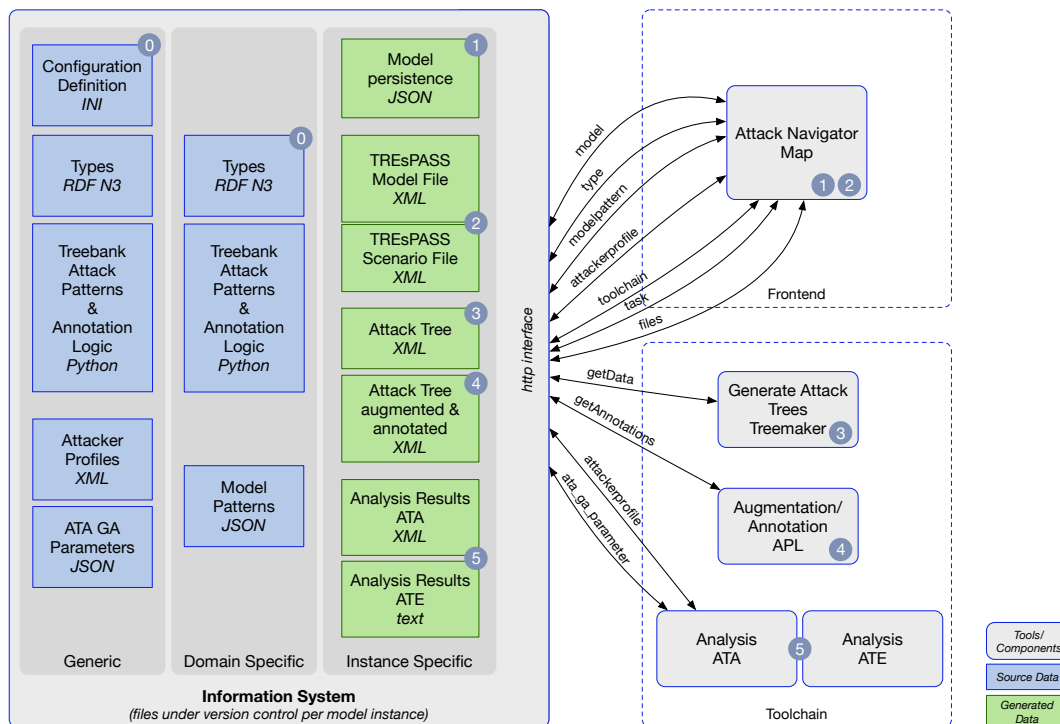 0
Configuration
Definition
INI
Types
RDF N3
Treebank
Attack
Patterns
&
Annotation
Logic
Python
Attacker
Profiles
XML
ATA GA
Parameters
JSON
Generic
0
Types
RDF N3
Treebank
Attack
Patterns
&
Annotation
Logic
Python
Model
Patterns
JSON
Domain Specific
1
Model
persistence
JSON
TREsPASS
Model File
XML
2
TREsPASS
Scenario File
XML
3
Attack Tree
XML
4
Attack Tree
augmented &
annotated
XML
Analysis Results
ATA
XML
5
Analysis Results
ATE
text
Instance Specific
Information System
(files under version control per model instance)
http interface
model
type
modelpattern
attackerprofile
toolchain
task
files
getData
getAnnotations
attackerprofile
ata_ga_parameter
Attack Navigator
Map
1 2
Frontend
Generate Attack
Trees
Treemaker
3
Augmentation/
Annotation
APL
4
Analysis
ATA
5
Analysis
ATE
Toolchain
Tools/
Components
Source Data
Generated
Data